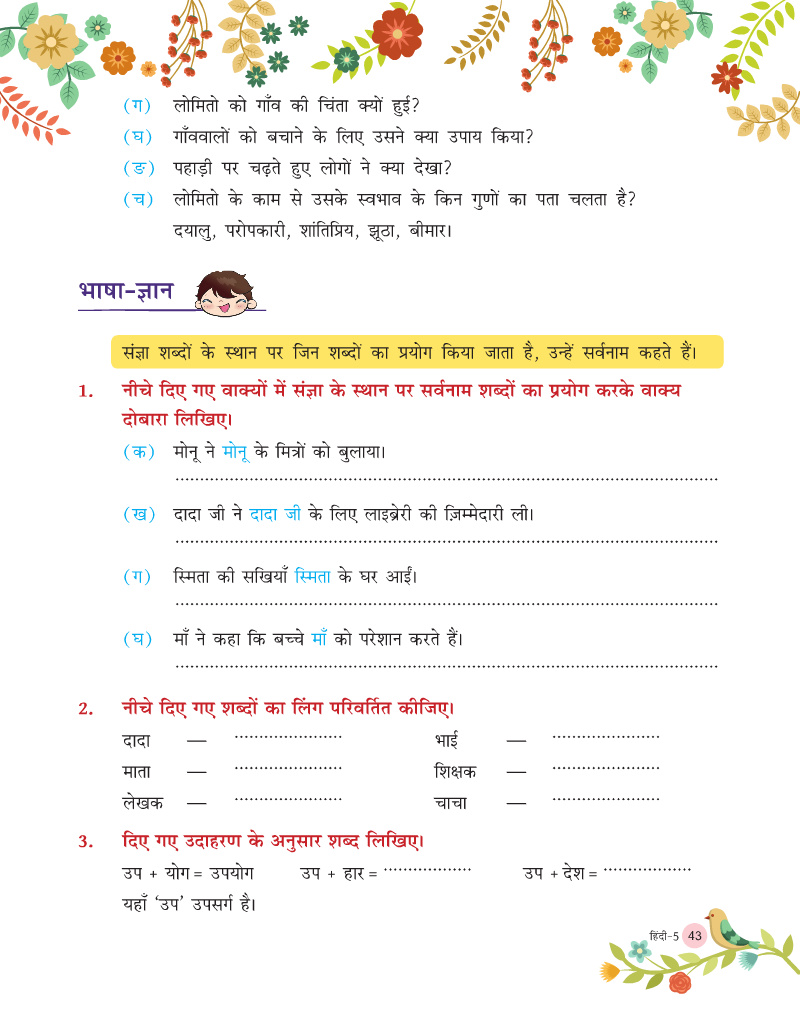 (ग) लोमितो को गाँव की चिंता क्यों हुई?
(घ) गाँववालों को बचाने के लिए उसने क्या उपाय किया?
(ङ) पहाड़ी पर चढ़ते हुए लोगों ने क्या देखा?
(च) लोमितो के काम से उसके स्वभाव के किन गुणों का पता चलता है?
दयालु, परोपकारी, शांतिप्रिय, झूठा, बीमार।
भाषा-ज्ञान
संज्ञा शब्दों के स्थान पर जिन शब्दों का प्रयोग किया जाता है, उन्हें सर्वनाम कहते हैं।
1. नीचे दिए गए वाक्यों में संज्ञा के स्थान पर सर्वनाम शब्दों का प्रयोग करके वाक्य
दोबारा लिखिए।
(क) मोनू ने मोनू के मित्रों को बुलाया।
(ख) दादा जी ने दादा जी के लिए लाइब्रेरी की ज़िम्मेदारी ली।
(ग) स्मिता की सखियाँ स्मिता के घर आईं।
(घ) माँ ने कहा कि बच्चे माँ को परेशान करते हैं।
2. नीचे दिए गए शब्दों का लिंग परिवर्तित कीजिए।
दादा — ...................... भाई — ......................
माता — ...................... शिक्षक — ......................
लेखक — ...................... चाचा — ......................
3. दिए गए उदाहरण के अनुसार शब्द लिखिए।
उप + योग = उपयोग उप + हार = .................. उप + देश = ..................
यहाँ ‘उप’ उपसर्ग है।
हिंदी-5 43